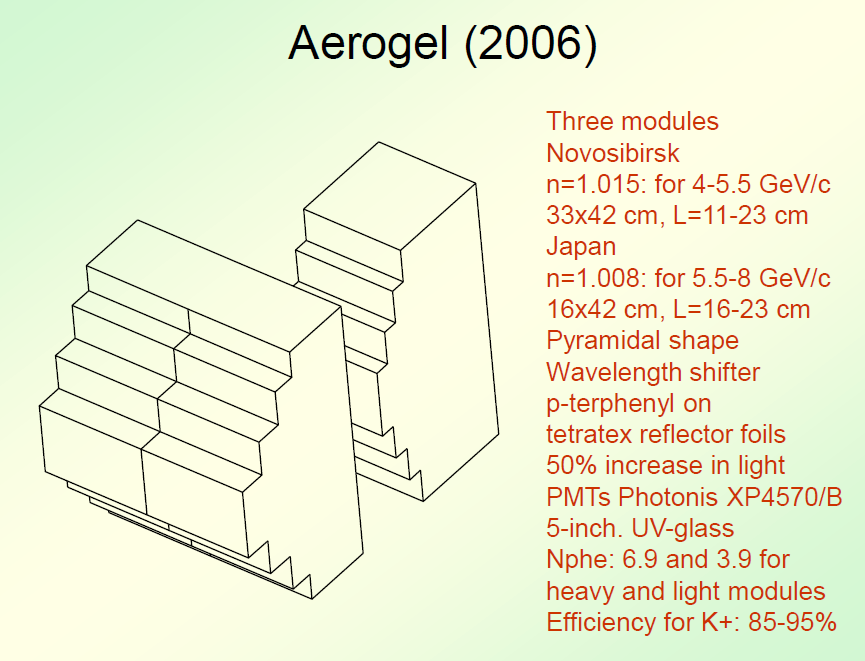 Aerogel (2006)
Three modules
Novosibirsk
n=1.015: for 4-5.5 GeV/c
33x42 cm, L=11-23 cm
Japan
n=1.008: for 5.5-8 GeV/c
16x42 cm, L=16-23 cm
Pyramidal shape
Wavelength shifter
p-terphenyl on
tetratex reflector foils
50% increase in light
PMTs Photonis XP4570/B
5-inch. UV-glass
Nphe: 6.9 and 3.9 for
heavy and light modules
Efficiency for K+: 85-95%